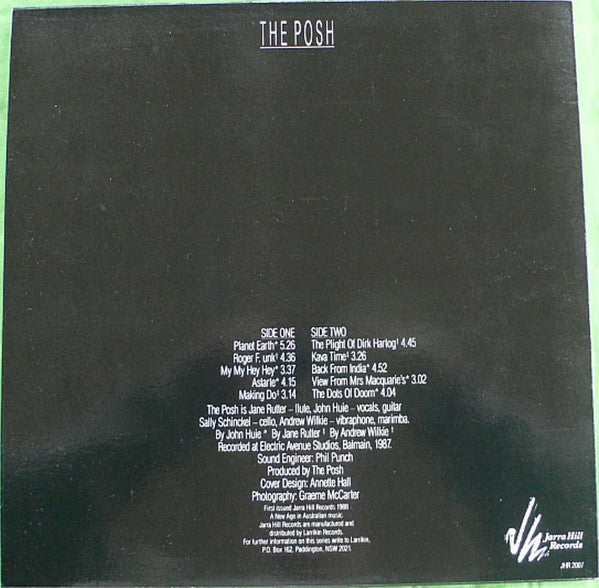 THE POSH
SIDE ONE
Planet Earth* 5.26
Roger F. unk† 4.36
My My Hey Hey* 3.37
Astarte* 4.15
Making Do‡ 3.14
SIDE TWO
The Plight Of Dirk Hartog† 4.45
Kava Time‡ 3.26
Back From India* 4.52
View From Mrs Macquarie's* 3.02
The Dots Of Doom* 4.04
The Posh is Jane Rutter – flute, John Huie – vocals, guitar
Sally Schinckel – cello, Andrew Wilkie – vibraphone, marimba.
By John Huie * By Jane Rutter ‡ By Andrew Wilkie †
Recorded at Electric Avenue Studios, Balmain, 1987.
Sound Engineer: Phil Punch
Produced by The Posh
Cover Design: Annette Hall
Photography: Graeme McCarter
First issued Jarra Hill Records 1988
A New Age in Australian music
Jarra Hill Records are manufactured and
distributed by Larrikin Records.
For further information on this series write to Larrikin,
P.O. Box 162, Paddington, NSW 2021.
Jarra Hill
Records
JHR 2007